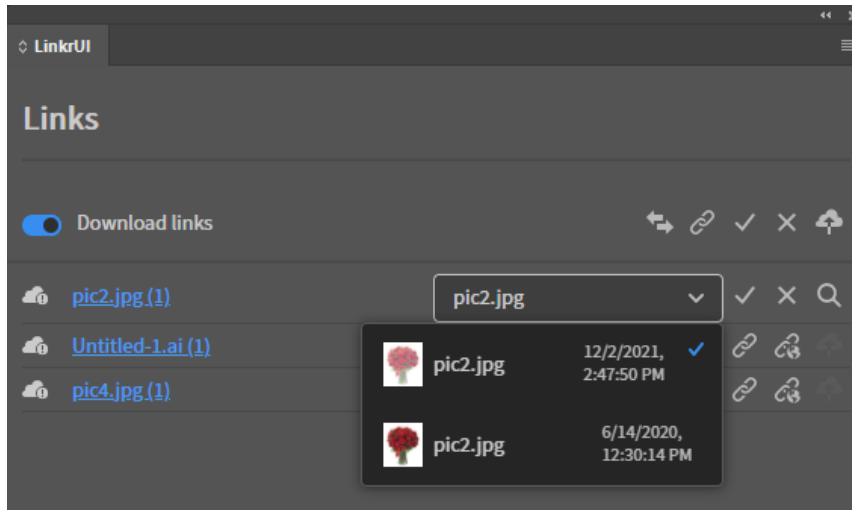 LinkrUI
Links
Download links
pic2.jpg (1)
pic2.jpg
Untitled-1.ai (1)
pic4.jpg (1)
pic2.jpg
12/2/2021,
2:47:50 PM
pic2.jpg
6/14/2020,
12:30:14 PM